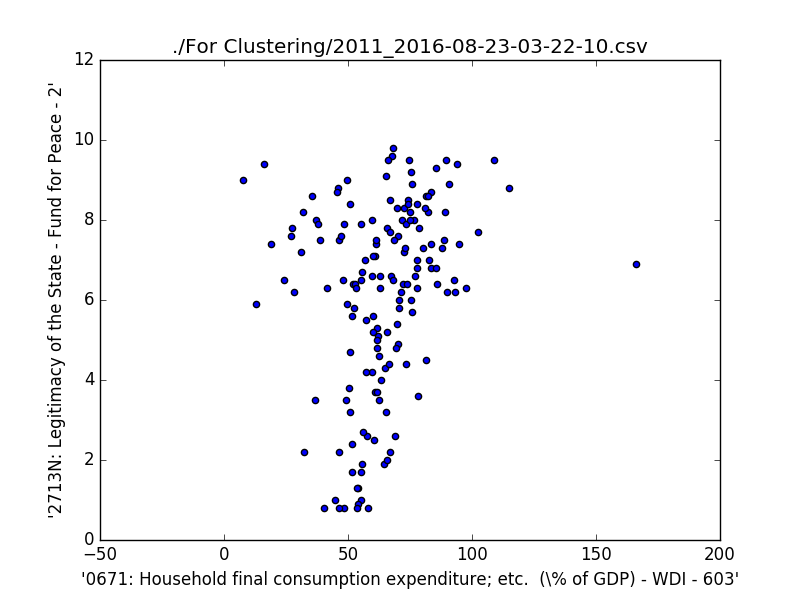 ./For Clustering/2011_2016-08-23-03-22-10.csv
'2713N: Legitimacy of the State - Fund for Peace - 2'
12
10
8
6
4
2
0
−50 0 50 100 150 200
'0671: Household final consumption expenditure; etc.  (\% of GDP) - WDI - 603'